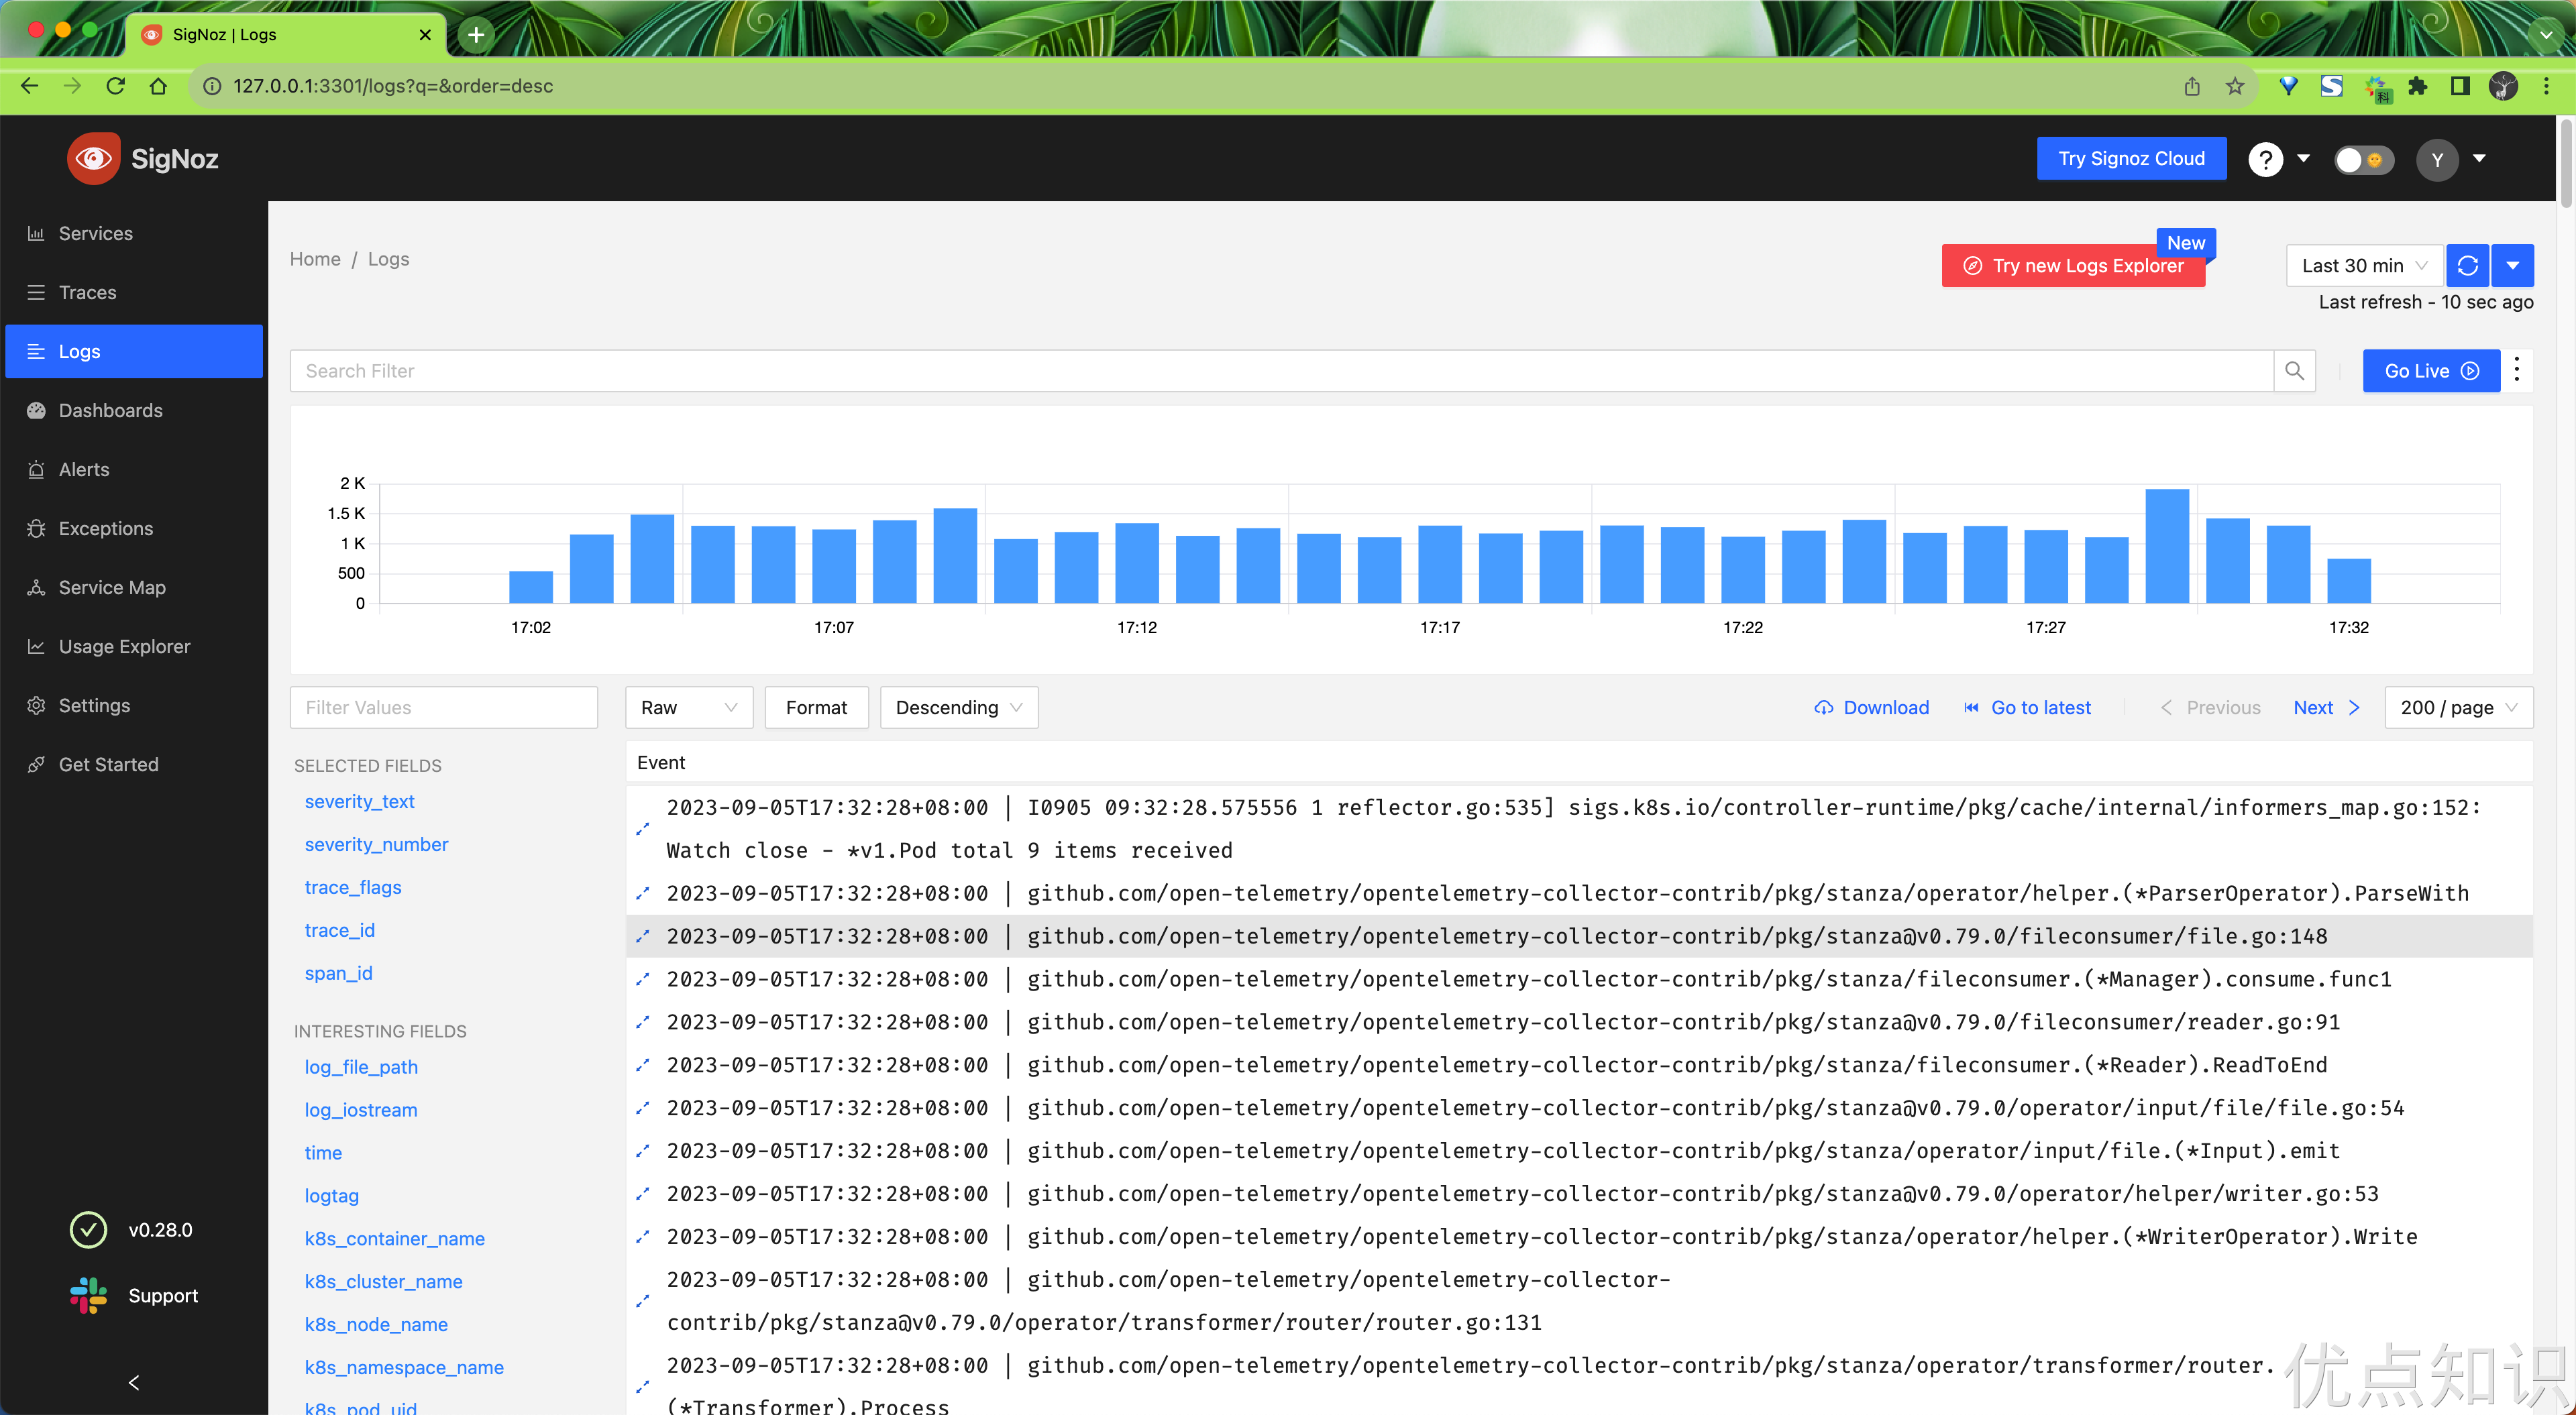 SigNoz | Logs
127.0.0.1:3301/logs?q=&order=desc
科
SigNoz
Try Signoz Cloud
?
Y
Services
Traces
Logs
Dashboards
Alerts
Exceptions
Service Map
Usage Explorer
Settings
Get Started
v0.28.0
Support
Home / Logs
New
Try new Logs Explorer
Last 30 min
Last refresh - 10 sec ago
Search Filter
Go Live
2 K
1.5 K
1 K
500
0
17:02 17:07 17:12 17:17 17:22 17:27 17:32
Filter Values
Raw
Format
Descending
Download
Go to latest
Previous
Next
200 / page
SELECTED FIELDS
severity_text
severity_number
trace_flags
trace_id
span_id
INTERESTING FIELDS
log_file_path
log_iostream
time
logtag
k8s_container_name
k8s_cluster_name
k8s_node_name
k8s_namespace_name
k8s_pod_uid
Event
2023-09-05T17:32:28+08:00 | I0905 09:32:28.575556 1 reflector.go:535] sigs.k8s.io/controller-runtime/pkg/cache/internal/informers_map.go:152:
Watch close - *v1.Pod total 9 items received
2023-09-05T17:32:28+08:00 | github.com/open-telemetry/opentelemetry-collector-contrib/pkg/stanza/operator/helper.(*ParserOperator).ParseWith
2023-09-05T17:32:28+08:00 | github.com/open-telemetry/opentelemetry-collector-contrib/pkg/stanza@v0.79.0/fileconsumer/file.go:148
2023-09-05T17:32:28+08:00 | github.com/open-telemetry/opentelemetry-collector-contrib/pkg/stanza/fileconsumer.(*Manager).consume.func1
2023-09-05T17:32:28+08:00 | github.com/open-telemetry/opentelemetry-collector-contrib/pkg/stanza@v0.79.0/fileconsumer/reader.go:91
2023-09-05T17:32:28+08:00 | github.com/open-telemetry/opentelemetry-collector-contrib/pkg/stanza/fileconsumer.(*Reader).ReadToEnd
2023-09-05T17:32:28+08:00 | github.com/open-telemetry/opentelemetry-collector-contrib/pkg/stanza@v0.79.0/operator/input/file/file.go:54
2023-09-05T17:32:28+08:00 | github.com/open-telemetry/opentelemetry-collector-contrib/pkg/stanza/operator/input/file.(*Input).emit
2023-09-05T17:32:28+08:00 | github.com/open-telemetry/opentelemetry-collector-contrib/pkg/stanza@v0.79.0/operator/helper/writer.go:53
2023-09-05T17:32:28+08:00 | github.com/open-telemetry/opentelemetry-collector-contrib/pkg/stanza/operator/helper.(*WriterOperator).Write
2023-09-05T17:32:28+08:00 | github.com/open-telemetry/opentelemetry-collector-
contrib/pkg/stanza@v0.79.0/operator/transformer/router/router.go:131
2023-09-05T17:32:28+08:00 | github.com/open-telemetry/opentelemetry-collector-contrib/pkg/stanza/operator/transformer/router.
(*Transformer).Process
优点知识